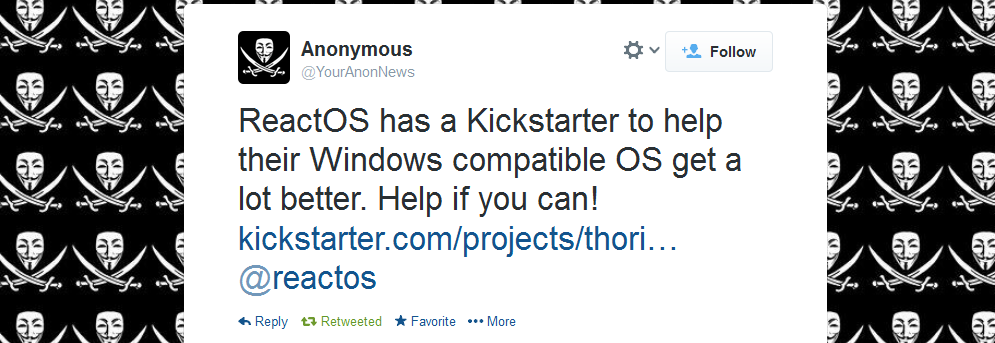 Anonymous
@YourAnonNews
Follow
ReactOS has a Kickstarter to help
their Windows compatible OS get a
lot better. Help if you can!
kickstarter.com/projects/thori…
@reactos
Reply Retweeted Favorite More